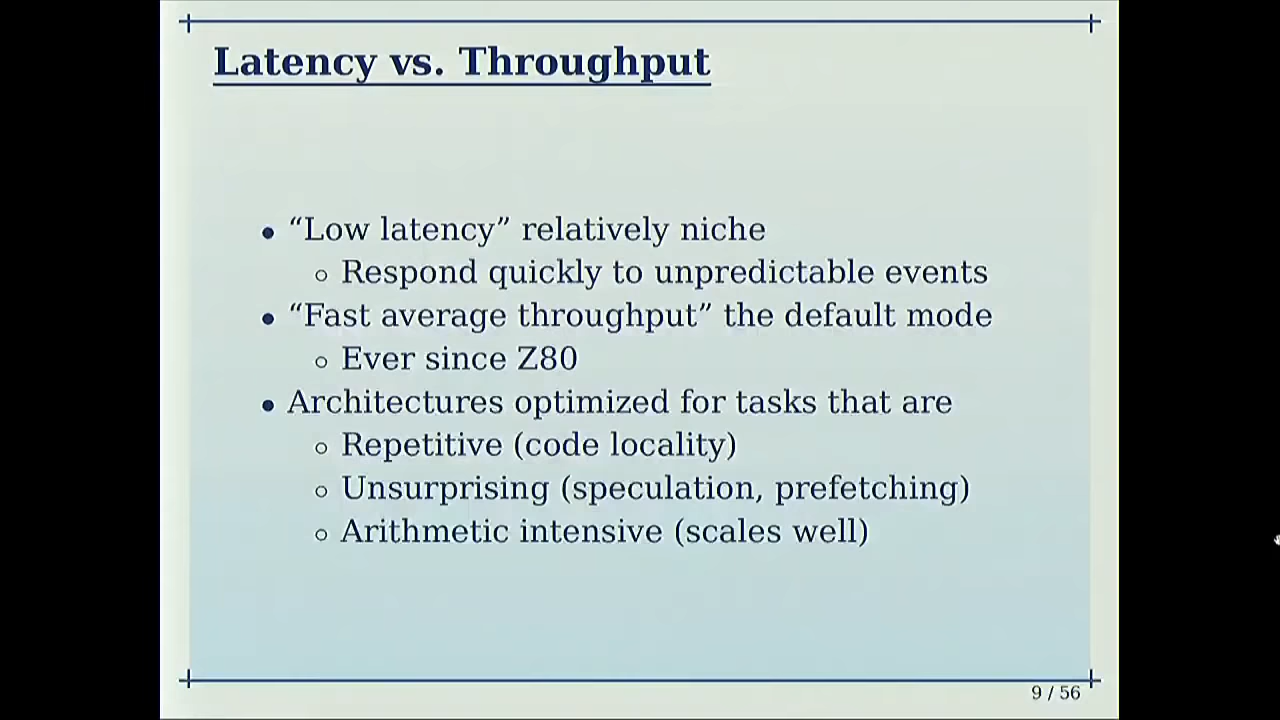 Latency vs. Throughput
• “Low latency” relatively niche
○ Respond quickly to unpredictable events
• “Fast average throughput” the default mode
○ Ever since Z80
• Architectures optimized for tasks that are
○ Repetitive (code locality)
○ Unsurprising (speculation, prefetching)
○ Arithmetic intensive (scales well)
9 / 56